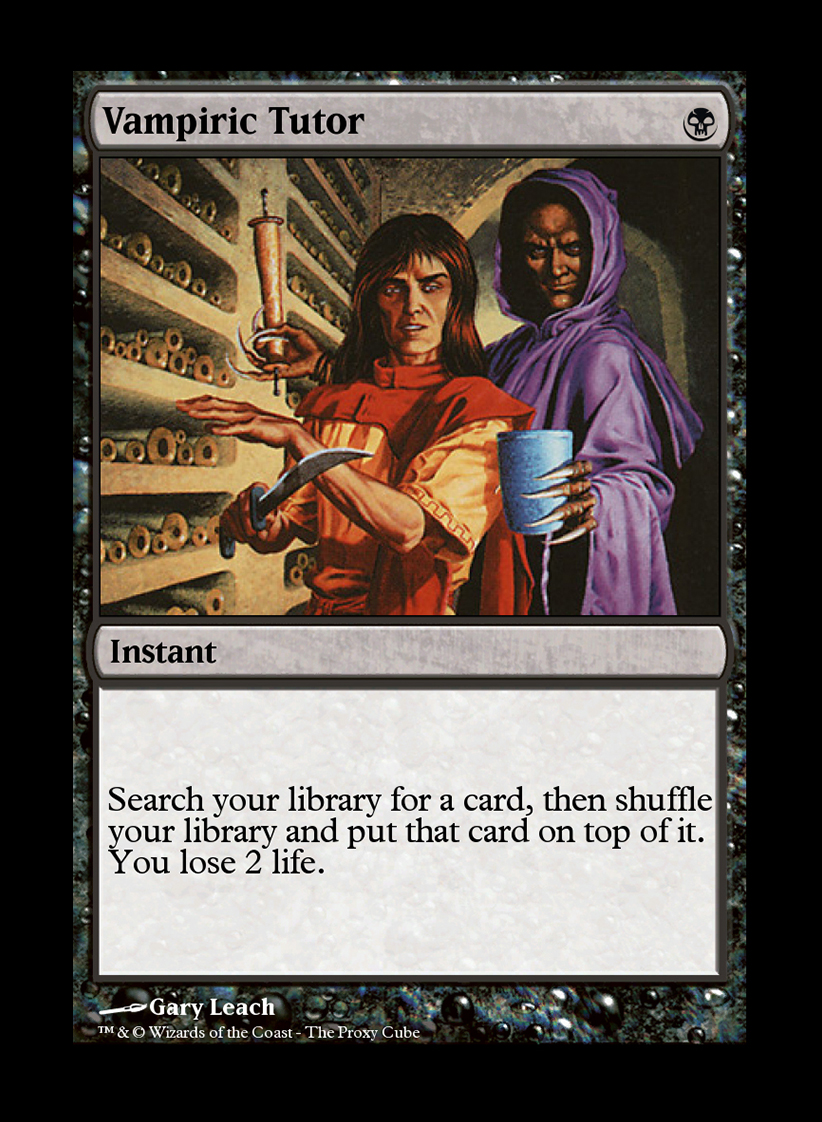 Vampiric Tutor
Instant
Search your library for a card, then shuffle
your library and put that card on top of it.
You lose 2 life.
Gary Leach
™ & © Wizards of the Coast - The Proxy Cube